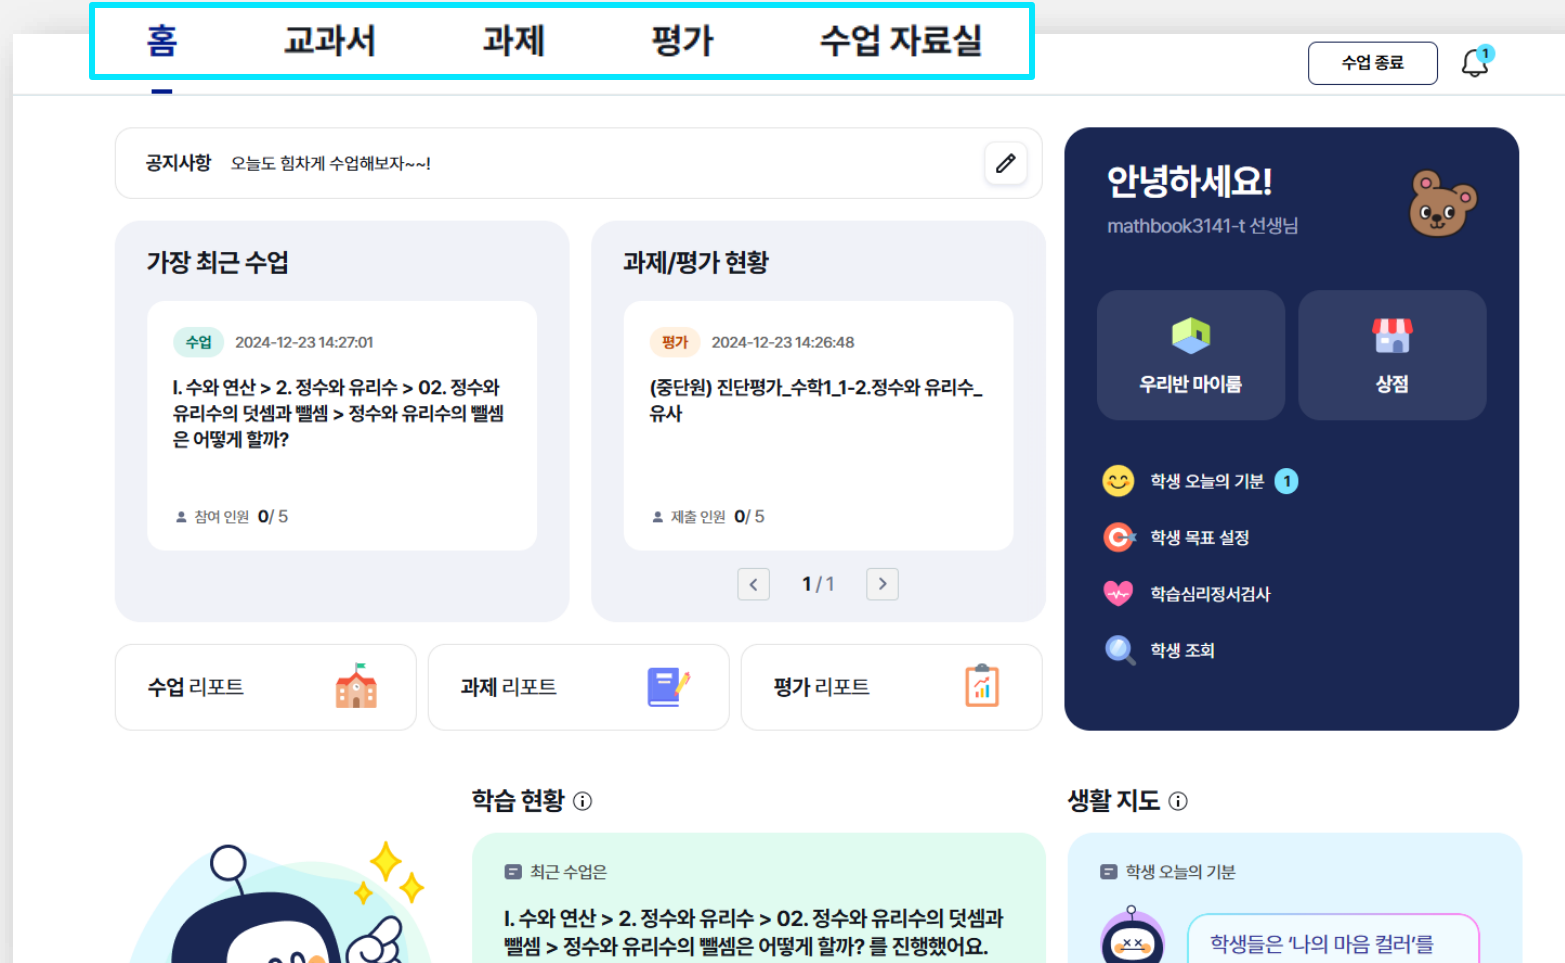 홈 교과서 과제 평가 수업 자료실
수업 종료
1
공지사항 오늘도 힘차게 수업해보자~~!
안녕하세요!
mathbook3141-t 선생님
가장 최근 수업
수업 2024-12-23 14:27:01
I. 수와 연산 > 2. 정수와 유리수 > 02. 정수와
유리수의 덧셈과 뺄셈 > 정수와 유리수의 뺄셈
은 어떻게 할까?
참여 인원 0/ 5
과제/평가 현황
평가 2024-12-23 14:26:48
(중단원) 진단평가_수학1_1-2.정수와 유리수_
유사
제출 인원 0/ 5
1 / 1
우리반 마이룸
상점
학생 오늘의 기분 1
학생 목표 설정
학습심리정서검사
학생 조회
수업 리포트
과제 리포트
평가 리포트
학습 현황
최근 수업은
I. 수와 연산 > 2. 정수와 유리수 > 02. 정수와 유리수의 덧셈과
뺄셈 > 정수와 유리수의 뺄셈은 어떻게 할까? 를 진행했어요.
생활 지도
학생 오늘의 기분
학생들은 ‘나의 마음 컬러’를